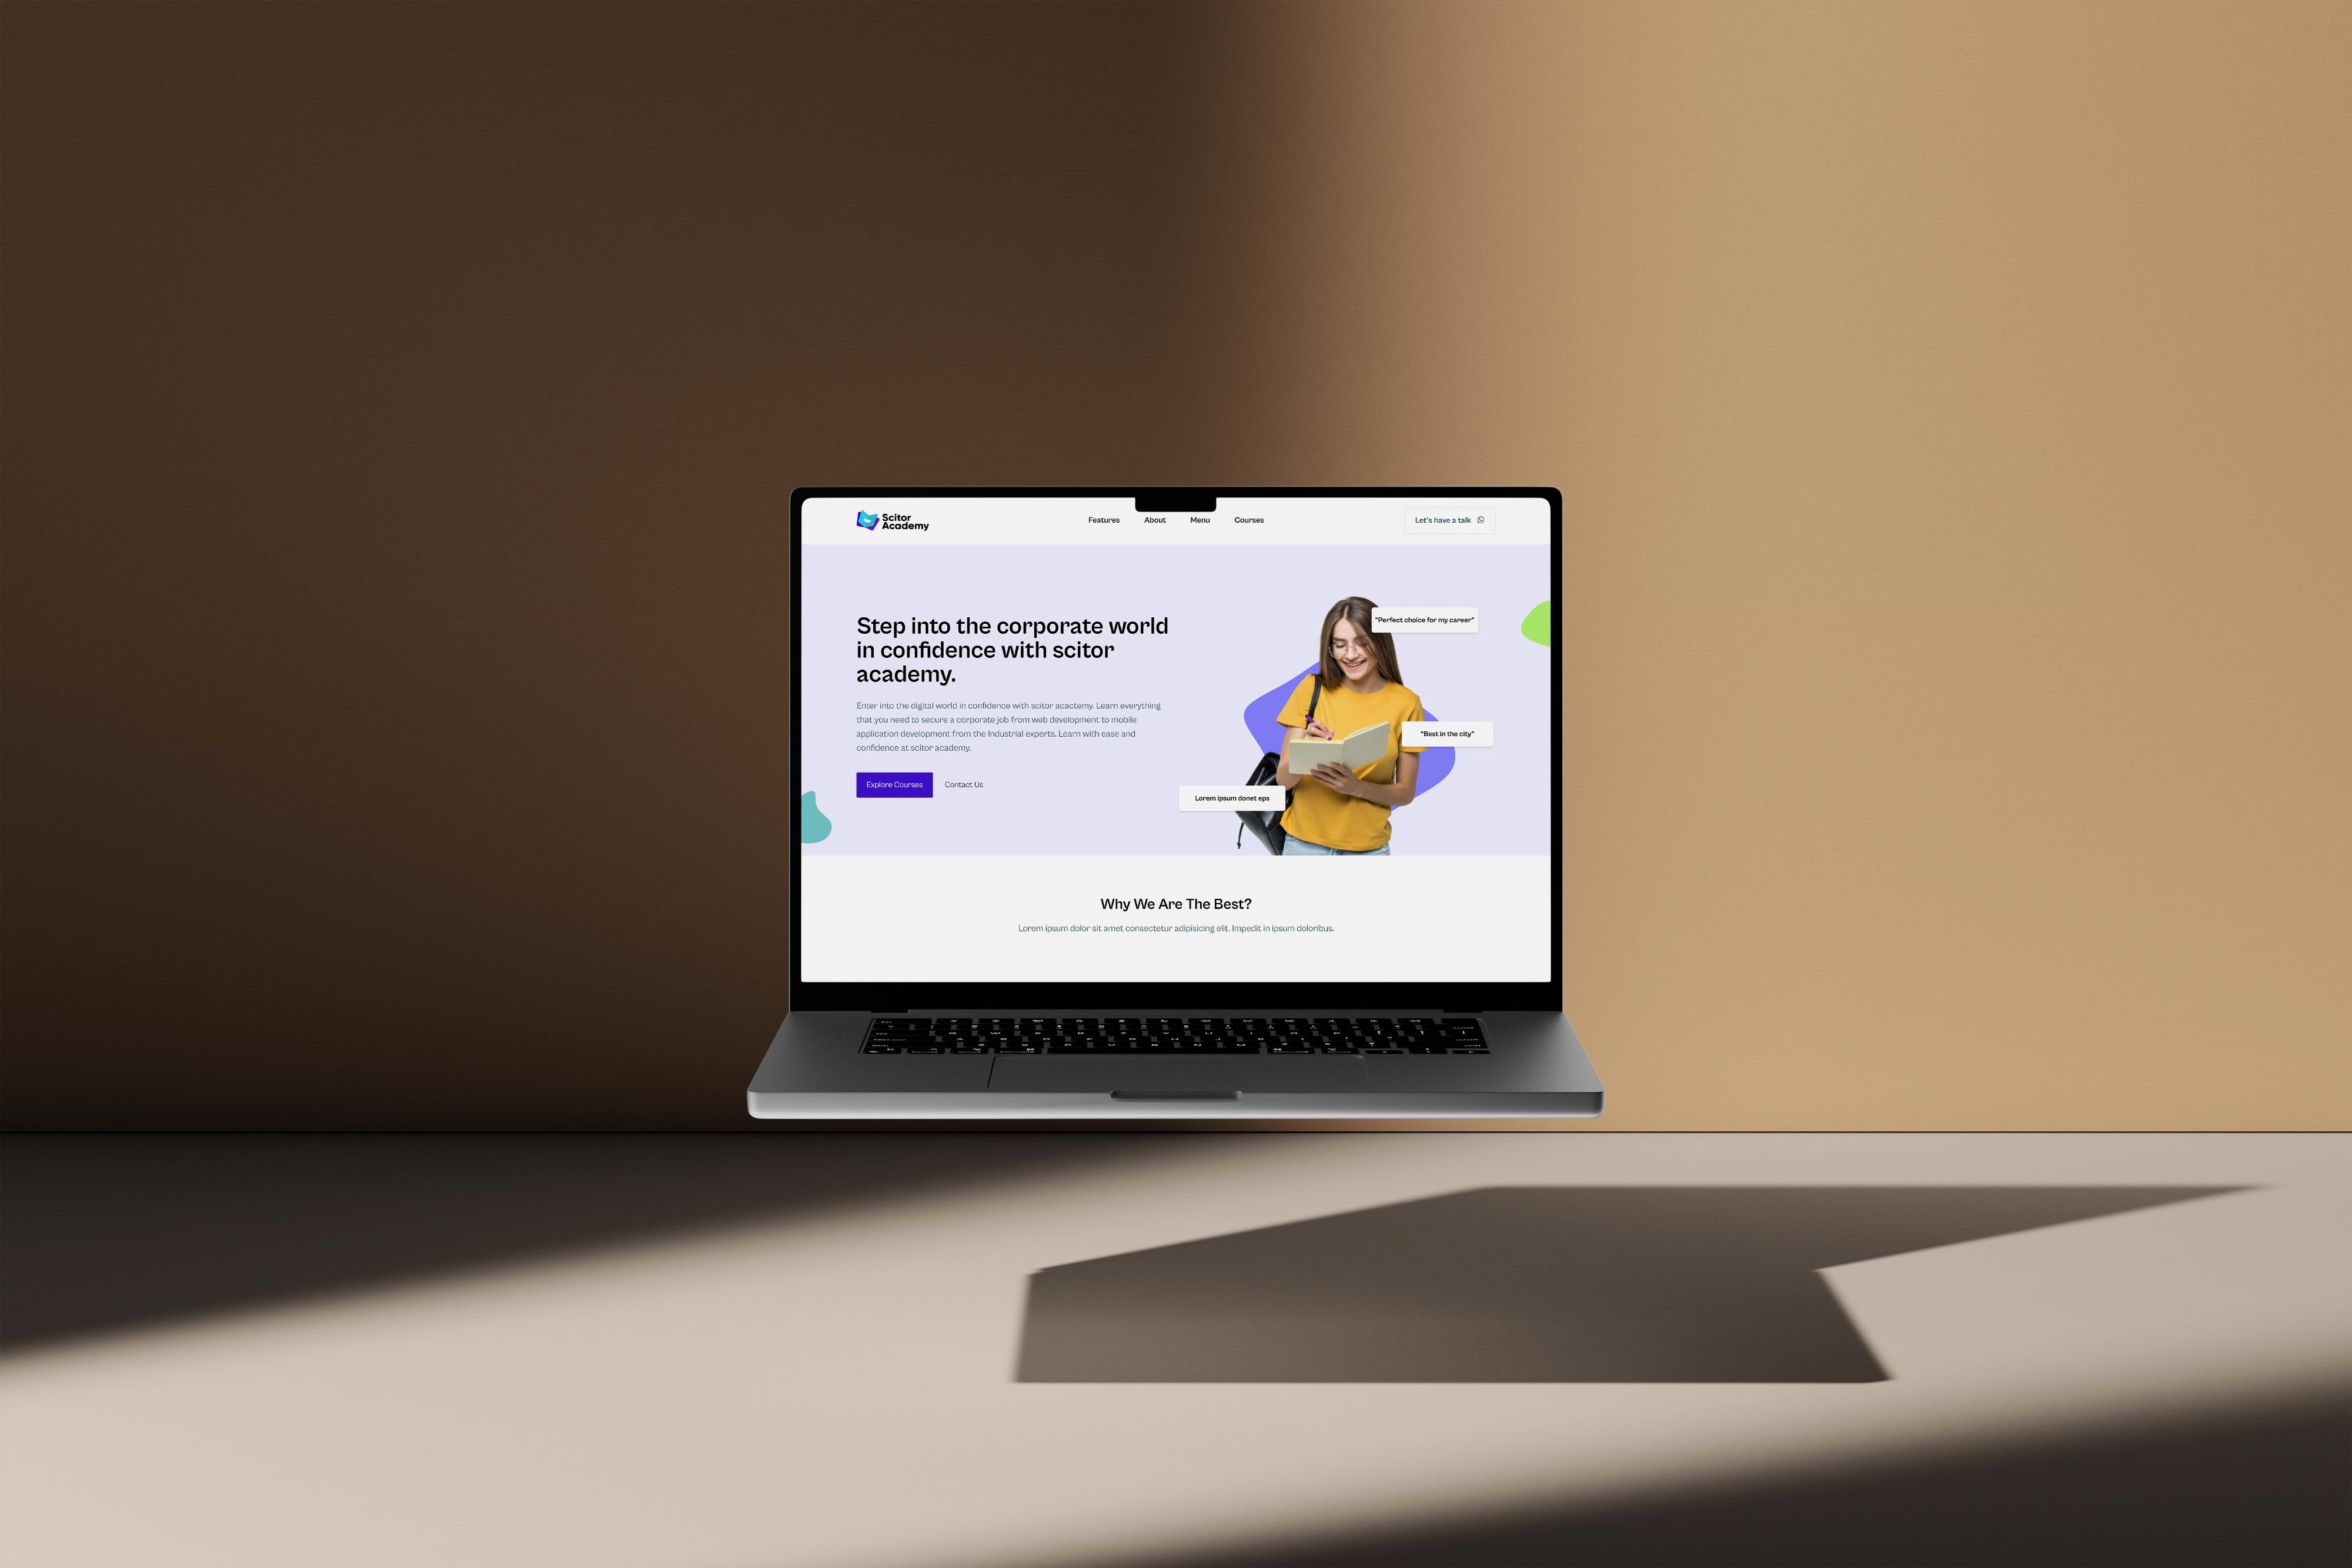 Scitor
Academy
Features
About
Menu
Courses
Let's have a talk
Step into the corporate world
in confidence with scitor
academy.
Enter into the digital world in confidence with scitor acactemy. Learn everything
that you need to secure a corporate job from web development to mobile
application development from the Industrial experts. Learn with ease and
confidence at scitor academy.
Explore Courses
Contact Us
"Perfect choice for my career"
"Best in the city"
Lorem ipsum donet eps
Why We Are The Best?
Lorem ipsum dolor sit amet consectetur adipisicing elit. Impedit in ipsum doloribus.